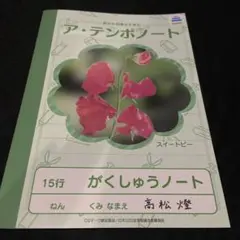 ア・テンポノート
スイートピー
15行
がくしゅうノート
ねん
くみ なまえ
高松 燈